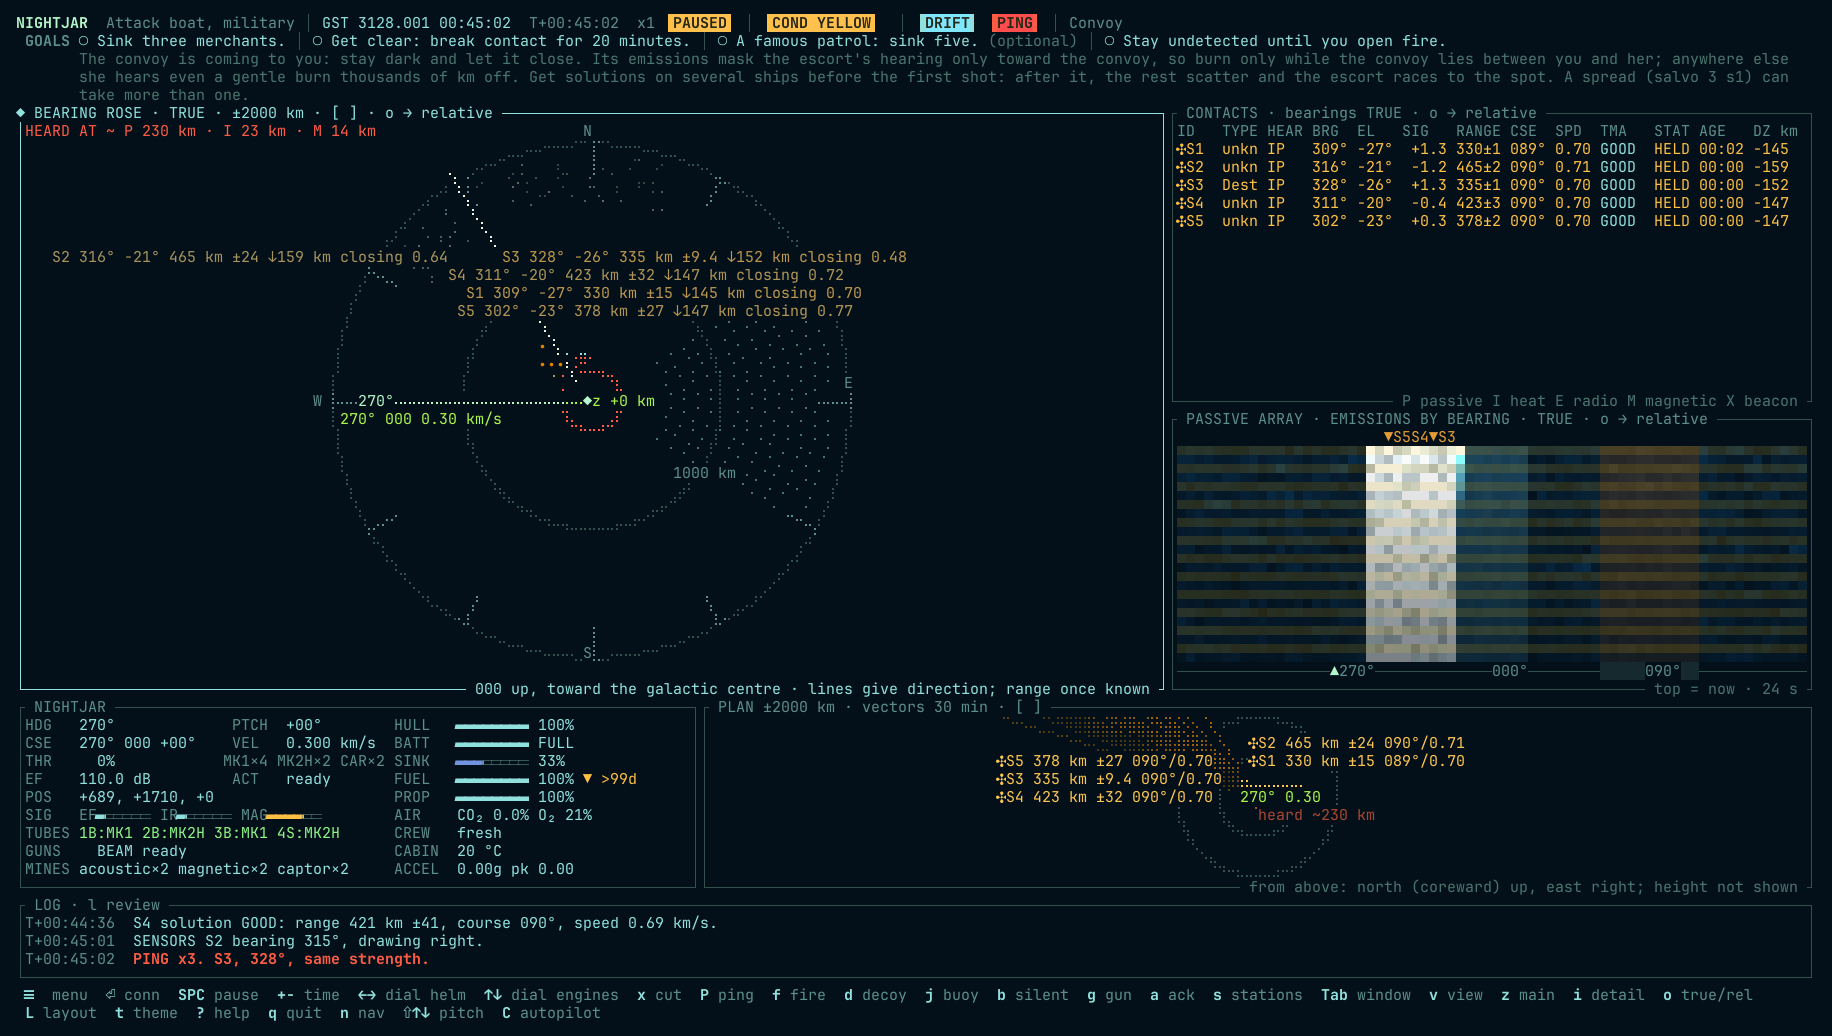 NIGHTJAR Attack boat, military GST 3128.001 00:45:02 T+00:45:02 x1 PAUSED COND YELLOW DRIFT PING Convoy
GOALS ○ Sink three merchants. ○ Get clear: break contact for 20 minutes. ○ A famous patrol: sink five. (optional) ○ Stay undetected until you open fire.
The convoy is coming to you: stay dark and let it close. Its emissions mask the escort's hearing only toward the convoy, so burn only while the convoy lies between you and her; anywhere else
she hears even a gentle burn thousands of km off. Get solutions on several ships before the first shot: after it, the rest scatter and the escort races to the spot. A spread (salvo 3 s1) can
take more than one.
◆ BEARING ROSE · TRUE · ±2000 km · [ ] · o → relative
HEARD AT ~ P 230 km · I 23 km · M 14 km
N
S2 316° -21° 465 km ±24 ↓159 km closing 0.64
S3 328° -26° 335 km ±9.4 ↓152 km closing 0.48
S4 311° -20° 423 km ±32 ↓147 km closing 0.72
S1 309° -27° 330 km ±15 ↓145 km closing 0.70
S5 302° -23° 378 km ±27 ↓147 km closing 0.77
E
W 270° ◆z +0 km
270° 000 0.30 km/s
1000 km
S
000 up, toward the galactic centre · lines give direction; range once known
CONTACTS · bearings TRUE · o → relative
ID TYPE HEAR BRG EL SIG RANGE CSE SPD TMA STAT AGE DZ km
✣S1 unkn IP 309° -27° +1.3 330±1 089° 0.70 GOOD HELD 00:02 -145
✣S2 unkn IP 316° -21° -1.2 465±2 090° 0.71 GOOD HELD 00:00 -159
✣S3 Dest IP 328° -26° +1.3 335±1 090° 0.70 GOOD HELD 00:00 -152
✣S4 unkn IP 311° -20° -0.4 423±3 090° 0.70 GOOD HELD 00:00 -147
✣S5 unkn IP 302° -23° +0.3 378±2 090° 0.70 GOOD HELD 00:00 -147
P passive I heat E radio M magnetic X beacon
PASSIVE ARRAY · EMISSIONS BY BEARING · TRUE · o → relative
▼S5S4▼S3
▲270° 000° 090°
top = now · 24 s
NIGHTJAR
HDG 270° PTCH +00° HULL 100%
CSE 270° 000 +00° VEL 0.300 km/s BATT FULL
THR 0% MK1×4 MK2H×2 CAR×2 SINK 33%
EF 110.0 dB ACT ready FUEL 100% ▼ >99d
POS +689, +1710, +0 PROP 100%
SIG EF IR MAG AIR CO₂ 0.0% O₂ 21%
TUBES 1B:MK1 2B:MK2H 3B:MK1 4S:MK2H CREW fresh
GUNS BEAM ready CABIN 20 °C
MINES acoustic×2 magnetic×2 captor×2 ACCEL 0.00g pk 0.00
PLAN ±2000 km · vectors 30 min · [ ]
✣S2 465 km ±24 090°/0.71
✣S5 378 km ±27 090°/0.70 ✣S1 330 km ±15 089°/0.70
✣S3 335 km ±9.4 090°/0.70
✣S4 423 km ±32 090°/0.70 270° 0.30
heard ~230 km
from above: north (coreward) up, east right; height not shown
LOG · l review
T+00:44:36 S4 solution GOOD: range 421 km ±41, course 090°, speed 0.69 km/s.
T+00:45:01 SENSORS S2 bearing 315°, drawing right.
T+00:45:02 PING x3. S3, 328°, same strength.
≡ menu ⏎ conn SPC pause +- time ↔ dial helm ↑↓ dial engines x cut P ping f fire d decoy j buoy b silent g gun a ack s stations Tab window v view z main i detail o true/rel
L layout t theme ? help q quit n nav ⇧↑↓ pitch C autopilot